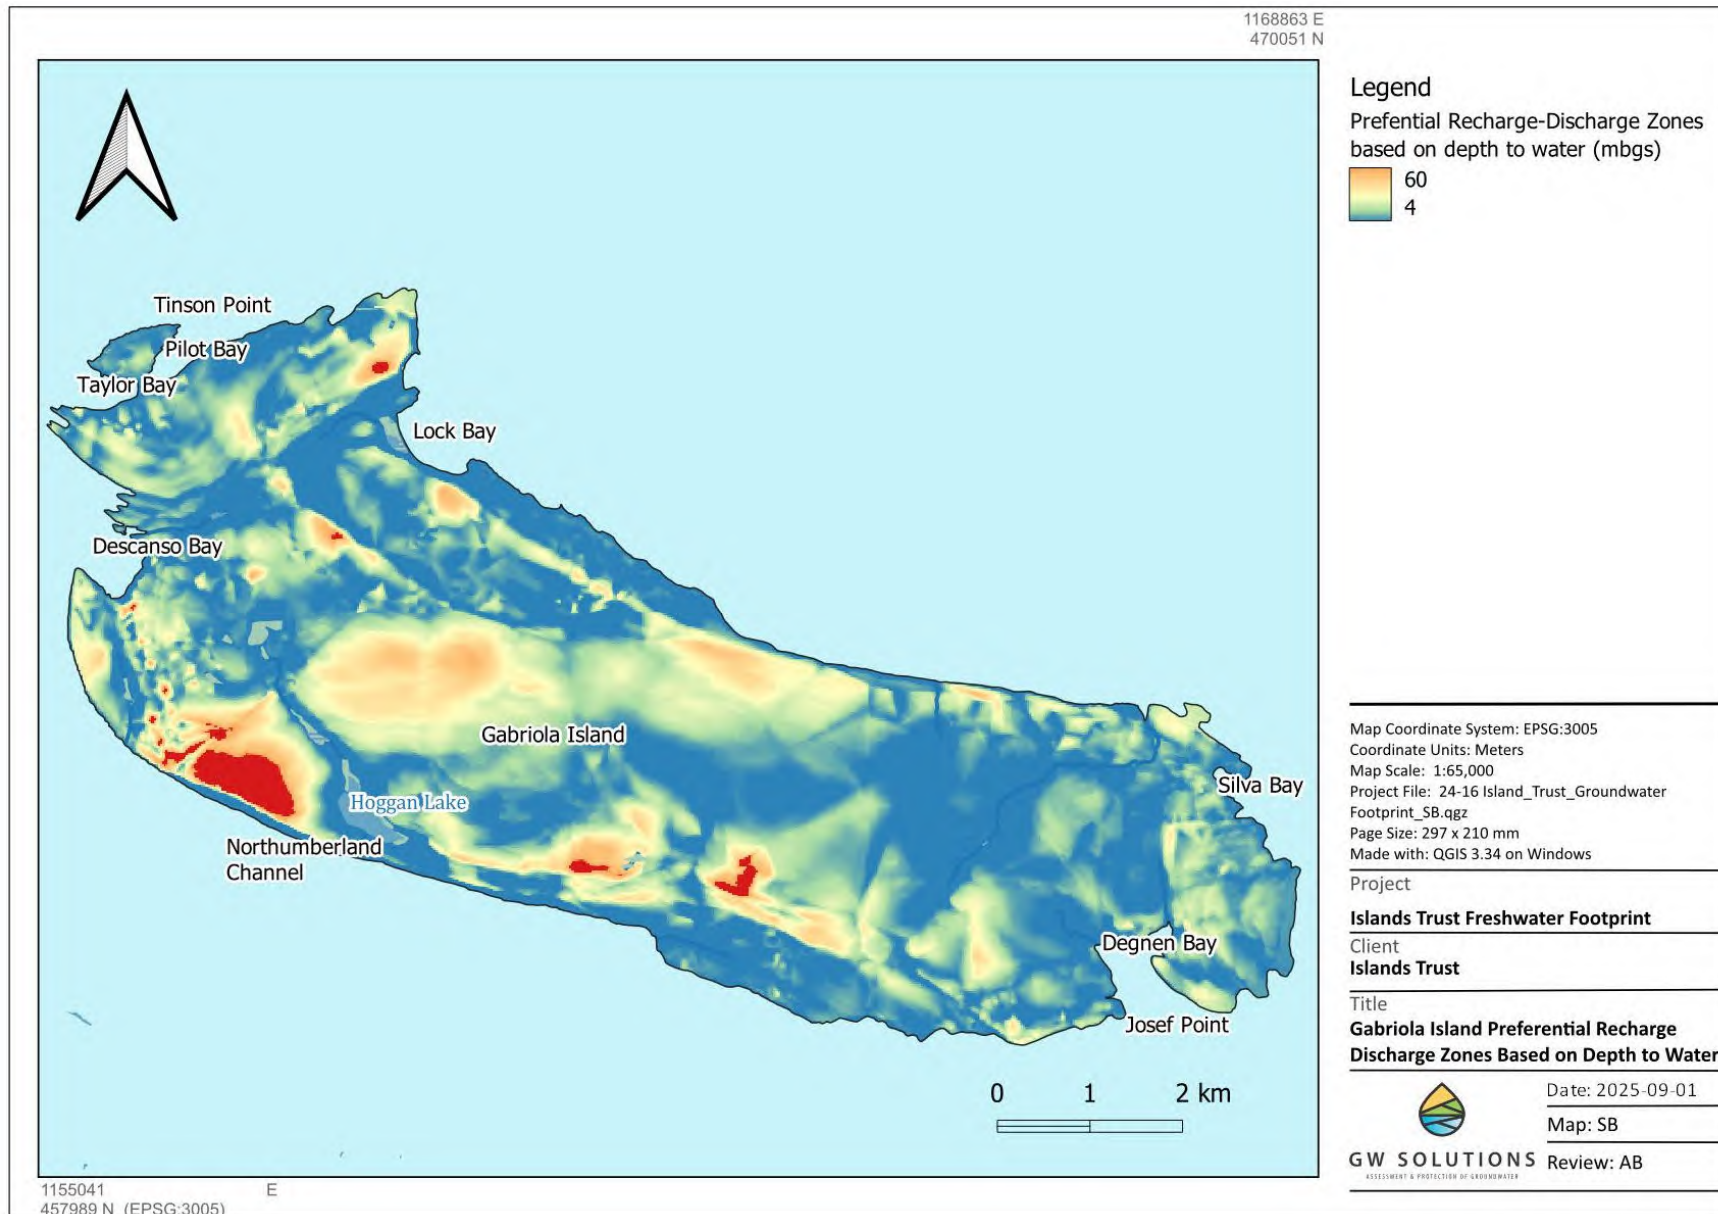 1168863 E
470051 N
Legend
Prefential Recharge-Discharge Zones
based on depth to water (mbgs)
60
4
Tinson Point
Pilot Bay
Taylor Bay
Lock Bay
Descanso Bay
Gabriola Island
Silva Bay
Hoggan Lake
Northumberland
Channel
Degnen Bay
Josef Point
0 1 2 km
Map Coordinate System: EPSG:3005
Coordinate Units: Meters
Map Scale: 1:65,000
Project File: 24-16 Island_Trust_Groundwater
Footprint_SB.qgz
Page Size: 297 x 210 mm
Made with: QGIS 3.34 on Windows
Project
Islands Trust Freshwater Footprint
Client
Islands Trust
Title
Gabriola Island Preferential Recharge
Discharge Zones Based on Depth to Water
Date: 2025-09-01
Map: SB
Review: AB
GW SOLUTIONS
ASSESSMENT & PROTECTION OF GROUNDWATER
1155041 E
457989 N (EPSG:3005)